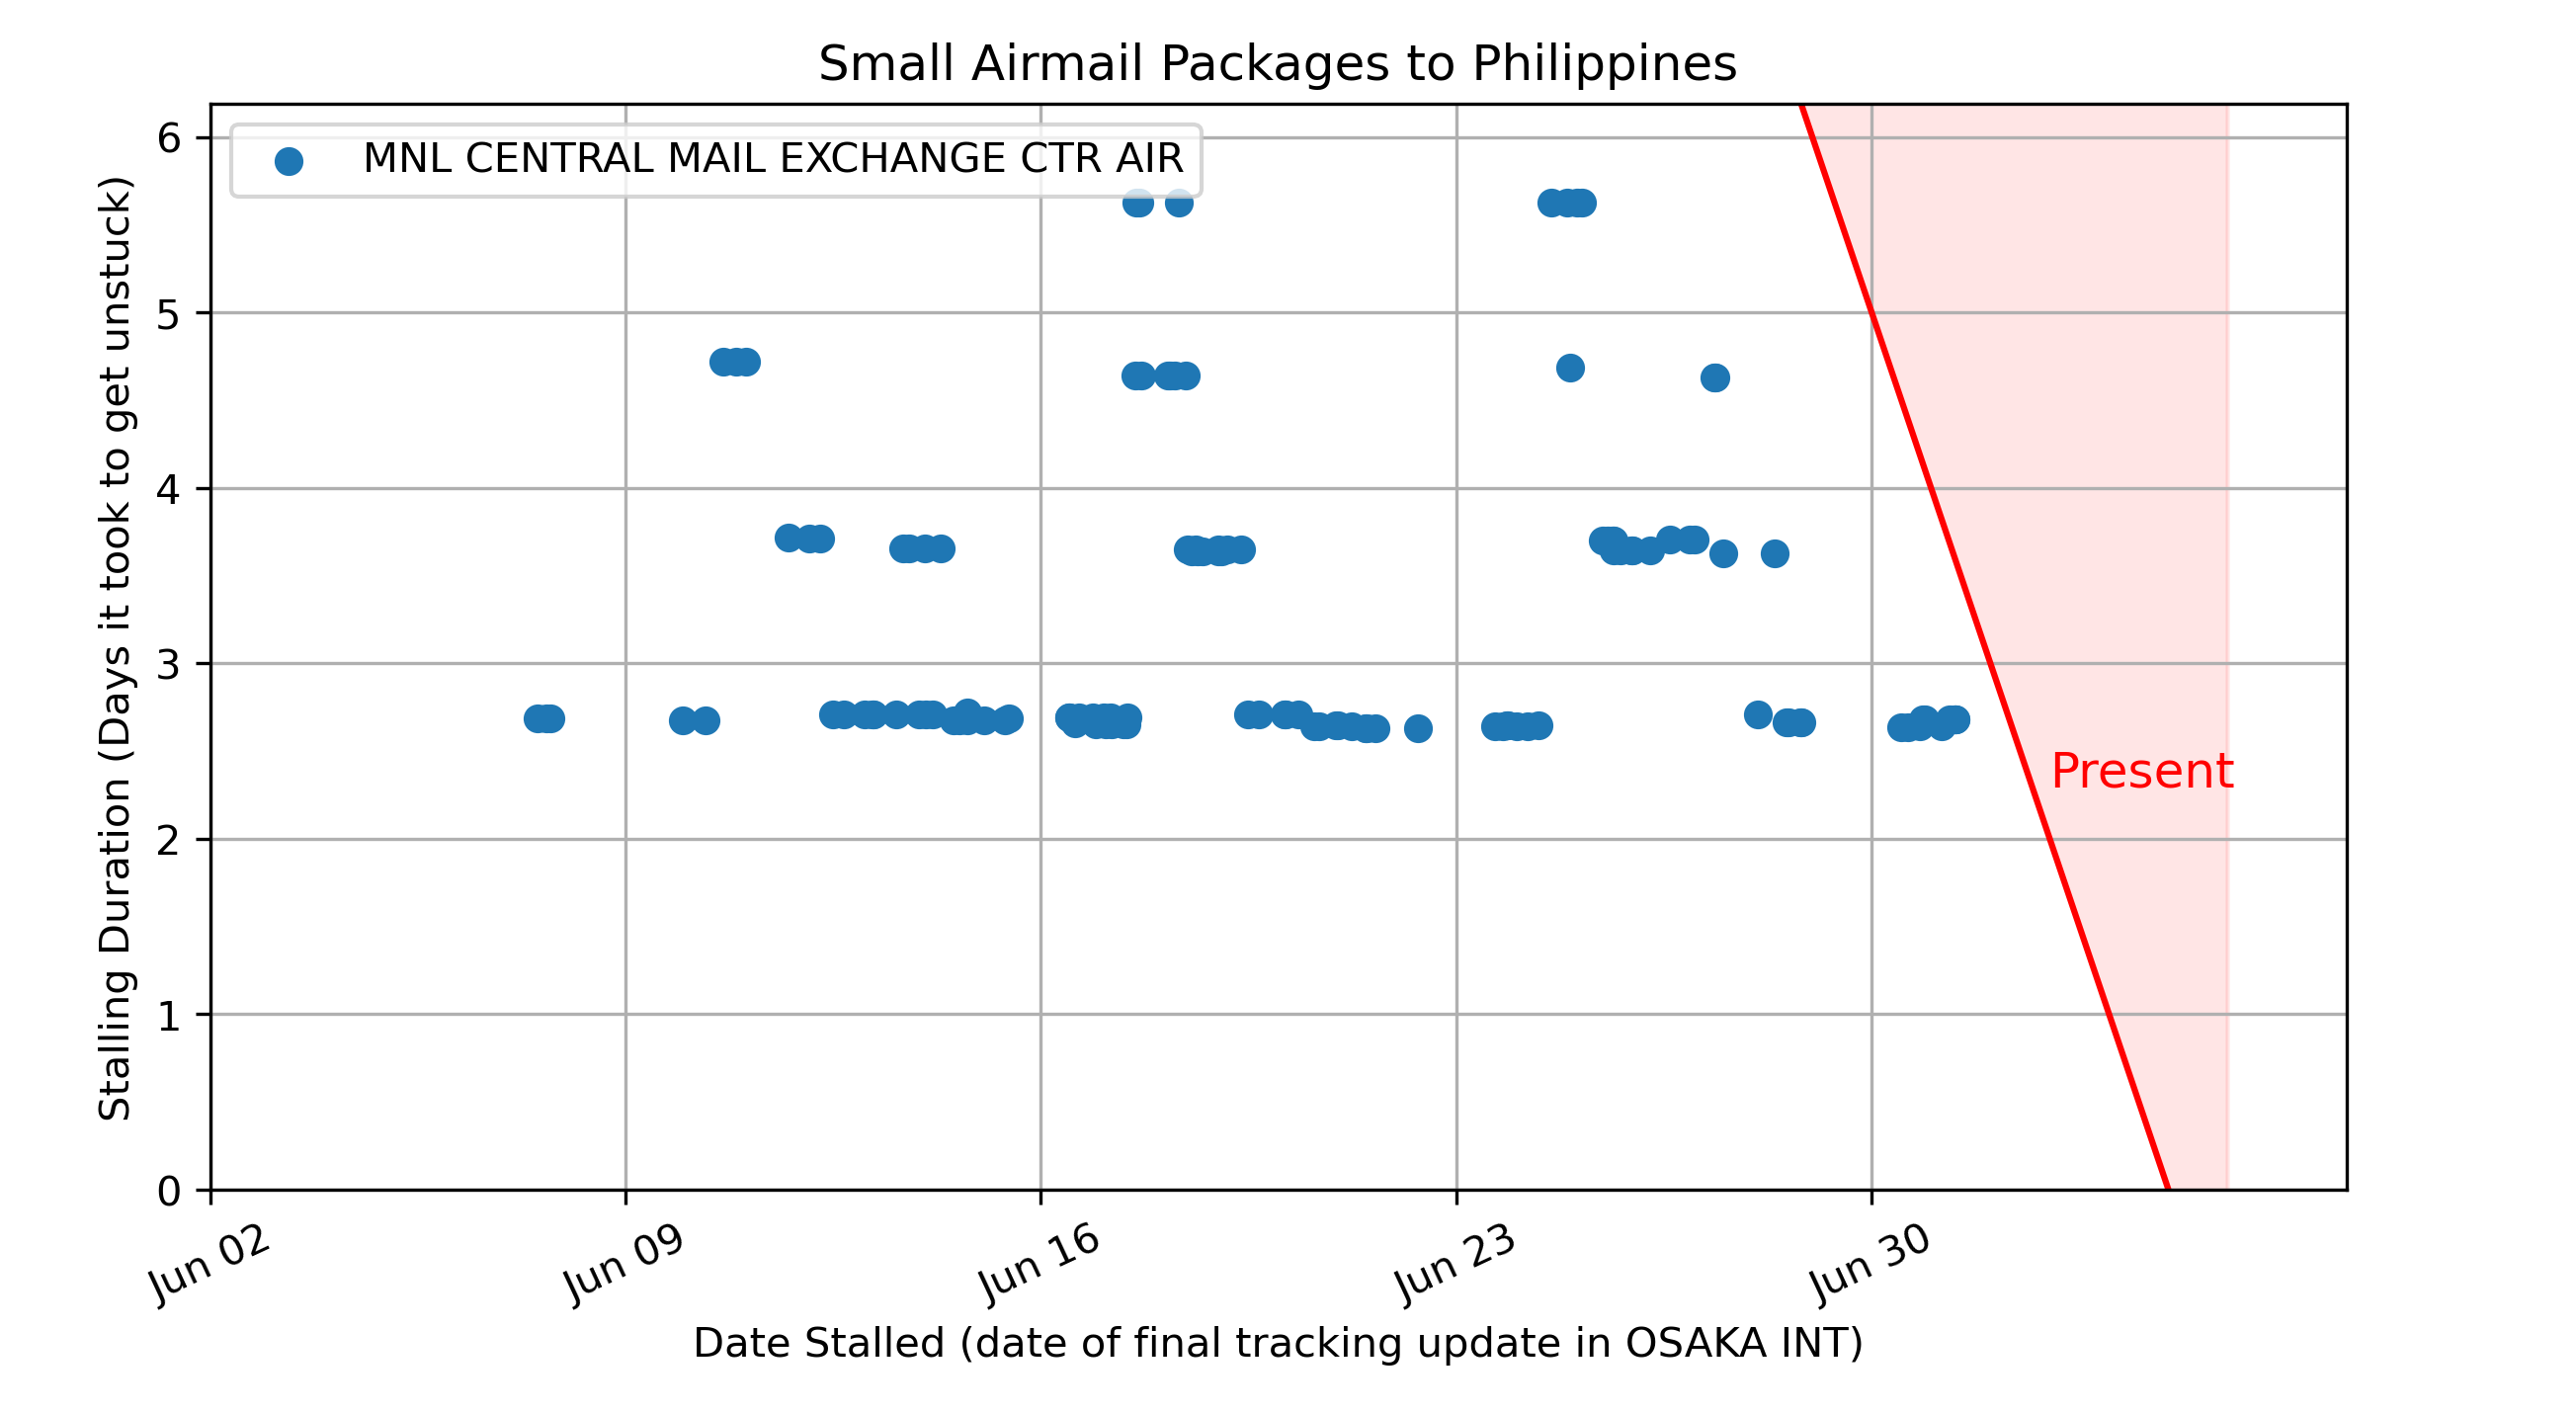 Small Airmail Packages to Philippines
MNL CENTRAL MAIL EXCHANGE CTR AIR
Stalling Duration (Days it took to get unstuck)
6
5
4
3
2
1
0
Present
Jun 02
Jun 09
Jun 16
Jun 23
Jun 30
Date Stalled (date of final tracking update in OSAKA INT)